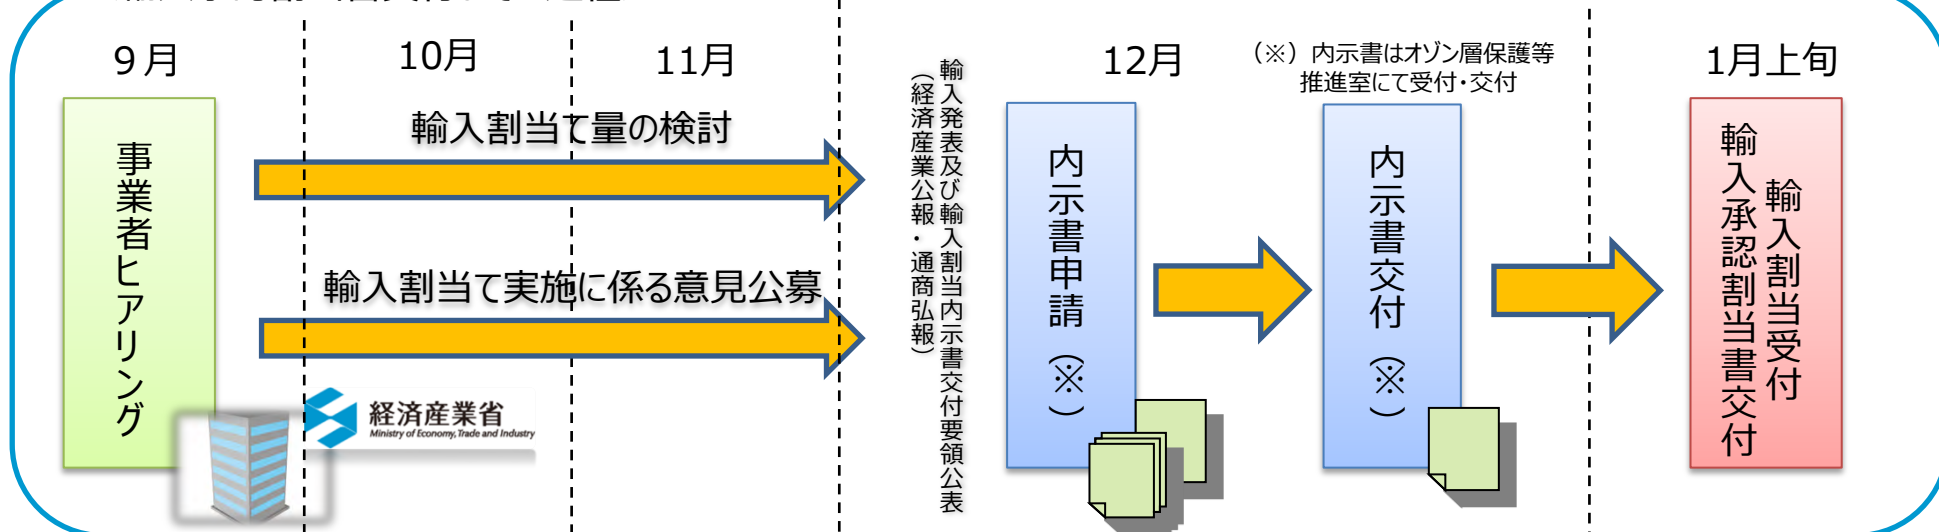 9月
10月
11月
12月
(※)内示書はオゾン層保護等
推進室にて受付・交付
1月上旬
事業者ヒアリング
輸入割当て量の検討
輸入割当て実施に係る意見公募
経済産業省
Ministry of Economy, Trade and Industry
輸入発表及び輸入割当内示書交付要領公表
(経済産業公報・通商弘報)
内示書申請(※)
内示書交付(※)
輸入割当受付
輸入承認割当書交付